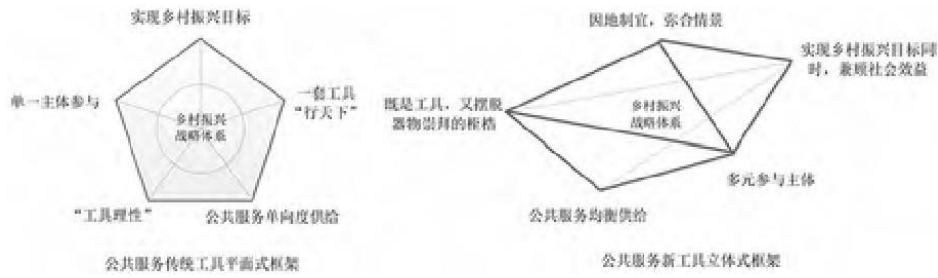 实现乡村振兴目标
单一主体参与
一套工具
“行天下”
乡村振兴
战略体系
“工具理性”
公共服务单向度供给
公共服务传统工具平面式框架
因地制宜，弥合情景
实现乡村振兴目标同
时，兼顾社会效益
既是工具，又摆脱
器物崇拜的桎梏
乡村振兴
战略体系
多元参与主体
公共服务均衡供给
公共服务新工具立体式框架